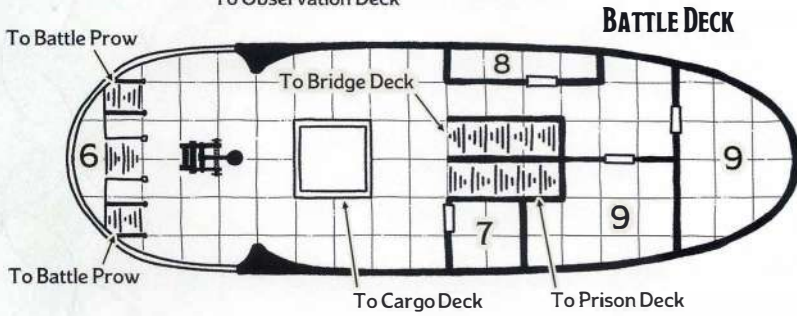 To Observation Deck
BATTLE DECK
To Battle Prow
8
To Bridge Deck
6
9
9
7
To Battle Prow
To Cargo Deck
To Prison Deck